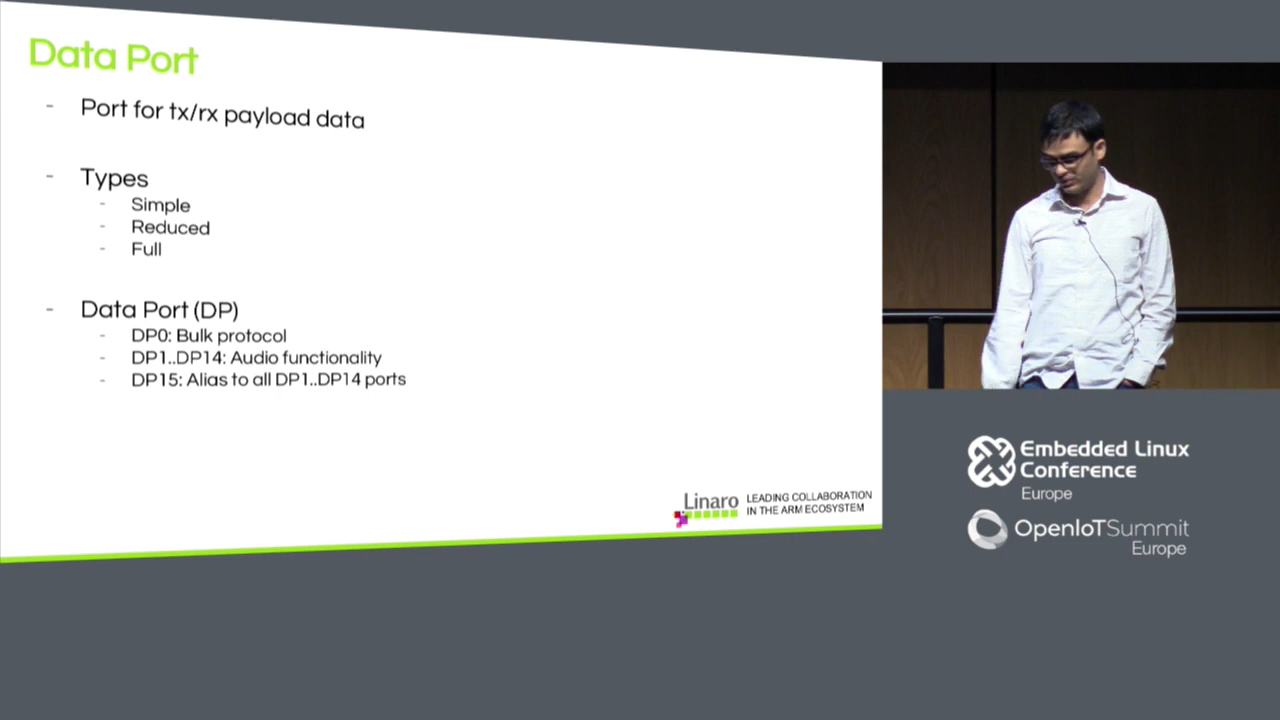 Data Port
- Port for tx/rx payload data
- Types
- Simple
- Reduced
- Full
- Data Port (DP)
- DP0: Bulk protocol
- DP1..DP14: Audio functionality
- DP15: Alias to all DP1..DP14 ports
Linaro
LEADING COLLABORATION
IN THE ARM ECOSYSTEM
Embedded Linux
Conference
Europe
OpenIoTSummit
Europe